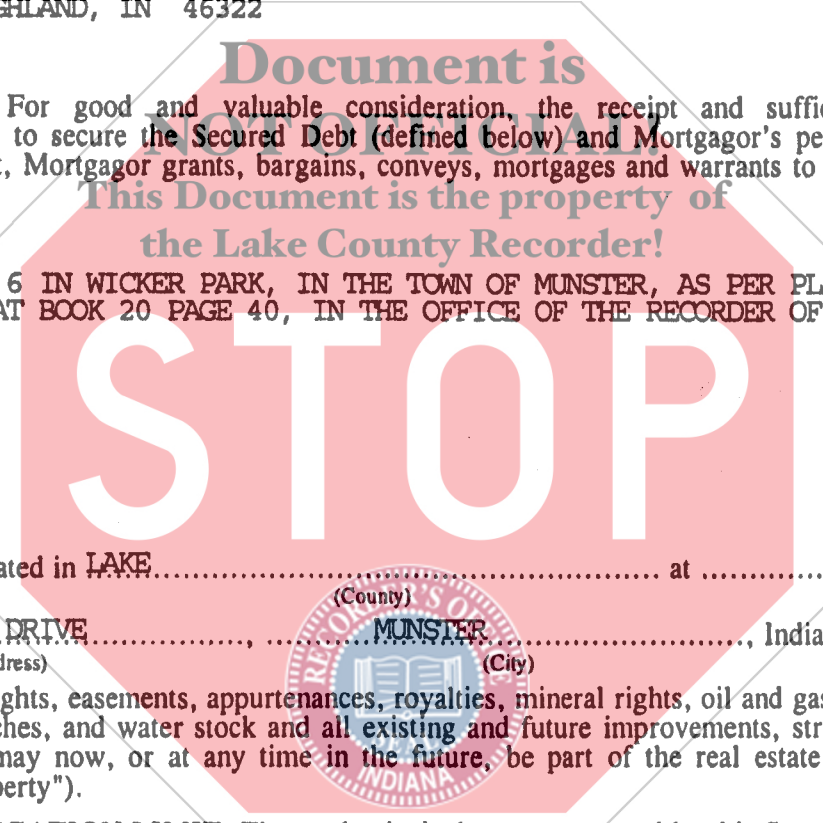 HIGHLAND, IN 46322
Document is
For good and valuable consideration, the receipt and suffic
NOT OFFICIAL!
to secure the Secured Debt (defined below) and Mortgagor's pe
, Mortgagor grants, bargains, conveys, mortgages and warrants to
This Document is the property of
the Lake County Recorder!
6 IN WICKER PARK, IN THE TOWN OF MUNSTER, AS PER PL
AT BOOK 20 PAGE 40, IN THE OFFICE OF THE RECORDER OF
STOP
ated in LAKE at
(County)
DRIVE, MUNSTER, India
dress) (City)
RECORDER'S OFFICE
ghts, easements, appurtenances, royalties, mineral rights, oil and gas
ches, and water stock and all existing and future improvements, str
SEAL
may now, or at any time in the future, be part of the real estate
INDIANA
perty").